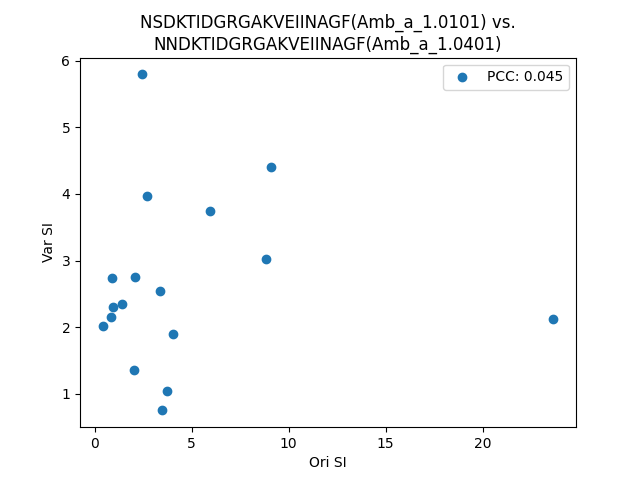 NSDKTIDGRGAKVEIINAGF(Amb_a_1.0101) vs.
NNDKTIDGRGAKVEIINAGF(Amb_a_1.0401)
PCC: 0.045
6
5
4
3
2
1
Var SI
0
5
10
15
20
Ori SI